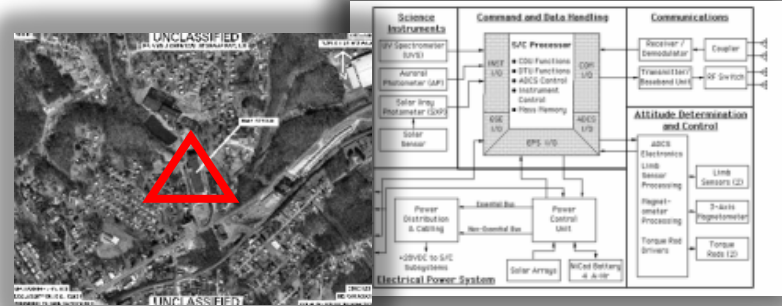 UNCLASSIFIED
UNCLASSIFIED
Science
Instruments
UV Spectrometer
(UVS)
Auroral
Photometer (AP)
Solar Xray
Photometer (SXP)
Solar
Sensor
Command and Data Handling
S/C Processor
CDU Functions
DTU Functions
ADCS Control
Instrument
Control
Mass Memory
INST
I/O
COM
I/O
GSE
I/O
ADCS
I/O
EPS I/O
Communications
Receiver /
Demodulator
Coupler
Transmitter/
Baseband Unit
RF Switch
Attitude Determination
and Control
ADCS
Electronics
Limb
Sensor
Processing
Magnet-
ometer
Processing
Torque Rod
Drivers
Limb
Sensors (2)
3-Axis
Magnetometer
Torque
Rods (2)
Power
Distribution
& Cabling
Essential Bus
Non-Essential Bus
Power
Control
Unit
+28VDC to S/C
Subsystems
Solar Arrays
NiCad Battery
4 A-Hr
Electrical Power System